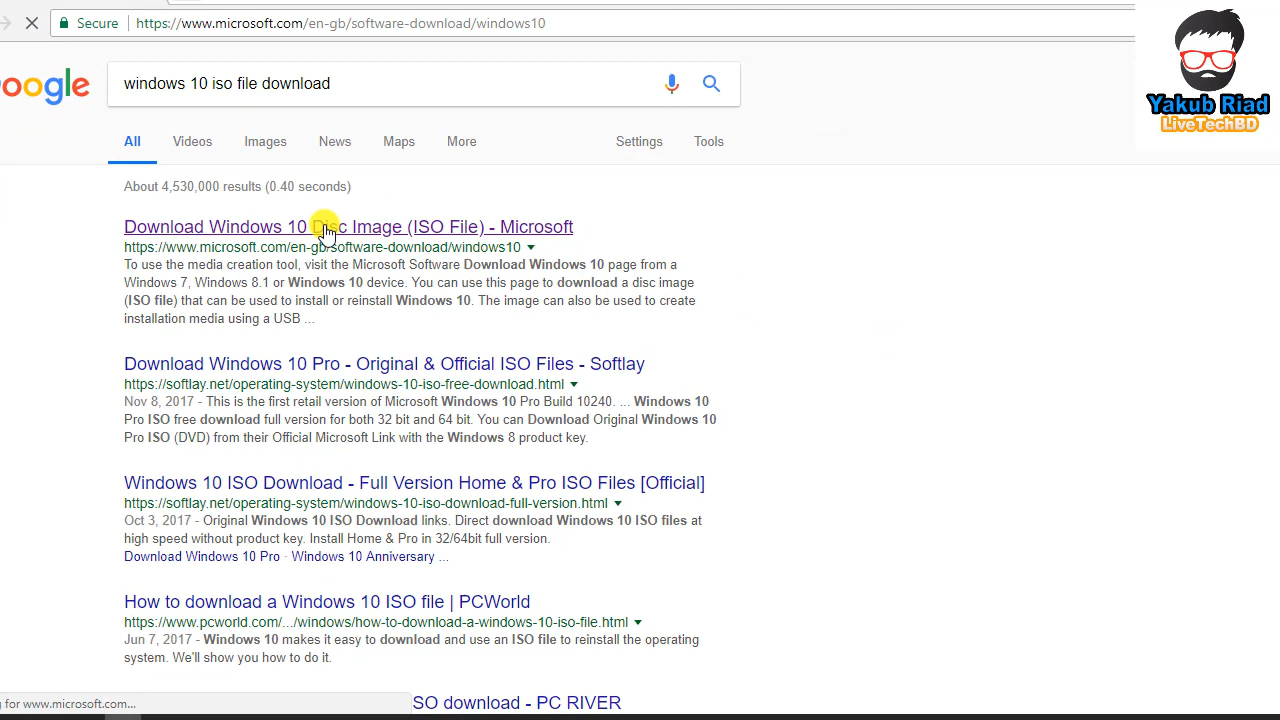 Secure https://www.microsoft.com/en-gb/software-download/windows10
Yakub Riad
LiveTechBD
oogle
windows 10 iso file download
All Videos Images News Maps More Settings Tools
About 4,530,000 results (0.40 seconds)
Download Windows 10 Disc Image (ISO File) - Microsoft
https://www.microsoft.com/en-gb/software-download/windows10
To use the media creation tool, visit the Microsoft Software Download Windows 10 page from a
Windows 7, Windows 8.1 or Windows 10 device. You can use this page to download a disc image
(ISO file) that can be used to install or reinstall Windows 10. The image can also be used to create
installation media using a USB ...
Download Windows 10 Pro - Original & Official ISO Files - Softlay
https://softlay.net/operating-system/windows-10-iso-free-download.html
Nov 8, 2017 - This is the first retail version of Microsoft Windows 10 Pro Build 10240. ... Windows 10
Pro ISO free download full version for both 32 bit and 64 bit. You can Download Original Windows 10
Pro ISO (DVD) from their Official Microsoft Link with the Windows 8 product key.
Windows 10 ISO Download - Full Version Home & Pro ISO Files [Official]
https://softlay.net/operating-system/windows-10-iso-download-full-version.html
Oct 3, 2017 - Original Windows 10 ISO Download links. Direct download Windows 10 ISO files at
high speed without product key. Install Home & Pro in 32/64bit full version.
Download Windows 10 Pro · Windows 10 Anniversary ...
How to download a Windows 10 ISO file | PCWorld
https://www.pcworld.com/.../windows/how-to-download-a-windows-10-iso-file.html
Jun 7, 2017 - Windows 10 makes it easy to download and use an ISO file to reinstall the operating
system. We'll show you how to do it.
g for www.microsoft.com...
SO download - PC RIVER